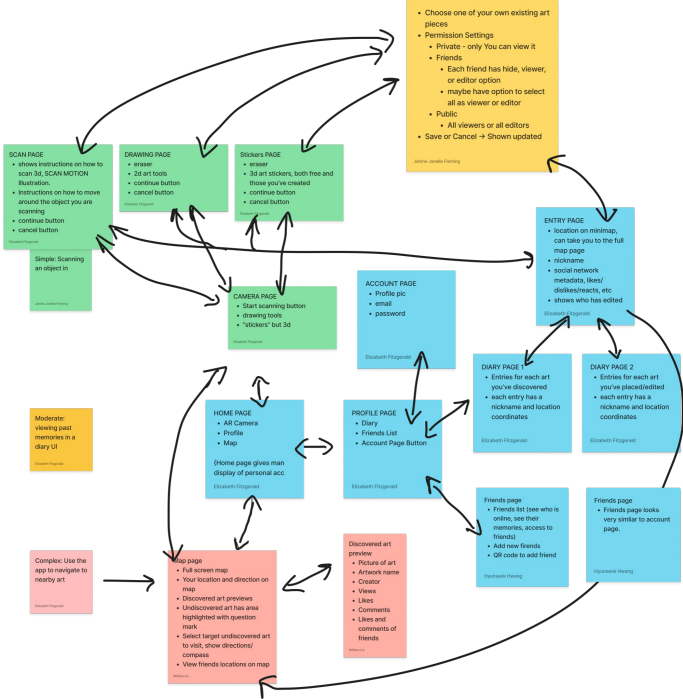 Choose one of your own existing art
pieces
Permission Settings
Private - only You can view it
Friends
Each friend has hide, viewer,
or editor option
maybe have option to select
all as viewer or editor
Public
All viewers or all editors
Save or Cancel → Shown updated
Janine Janelle Fleming
SCAN PAGE
shows instructions on how to
scan 3d, SCAN MOTION
Illustration.
Instructions on how to move
around the object you are
scanning
continue button
cancel button
Elizabeth Fitzgerald
DRAWING PAGE
eraser
2d art tools
continue button
cancel button
Elizabeth Fitzgerald
Stickers PAGE
eraser
3d art stickers, both free and
those you've created
continue button
cancel button
Elizabeth Fitzgerald
Simple: Scanning
an object in
Janine Janelle Fleming
CAMERA PAGE
Start scanning button
drawing tools
"stickers" but 3d
Elizabeth Fitzgerald
ENTRY PAGE
location on minimap,
can take you to the full
map page
nickname
social network
metadata, likes/
dislikes/reacts, etc
shows who has edited
Elizabeth Fitzgerald
ACCOUNT PAGE
Profile pic
email
password
Elizabeth Fitzgerald
DIARY PAGE 1
Entries for each art
you've discovered
each entry has a
nickname and location
coordinates
Elizabeth Fitzgerald
DIARY PAGE 2
Entries for each art
you've placed/edited
each entry has a
nickname and location
coordinates
Elizabeth Fitzgerald
Moderate:
viewing past
memories in a
diary UI
Elizabeth Fitzgerald
HOME PAGE
AR Camera
Profile
Map
(Home page gives man
display of personal acc
Elizabeth Fitzgerald
PROFILE PAGE
Diary
Friends List
Account Page Button
Elizabeth Fitzgerald
Friends page
Friends list (see who is
online, see their
memories, access to
friends)
Add new firends
QR code to add friend
Hyunseok Hwang
Friends page
Friends page looks
very similar to account
page.
Hyunseok Hwang
Complex: Use the
app to navigate to
nearby art
Elizabeth Fitzgerald
Map page
Full screen map
Your location and direction on
map
Discovered art previews
Undiscovered art has area
highlighted with question
mark
Select target undiscovered art
to visit, show directions/
compass
View friends locations on map
Discovered art
preview
Picture of art
Artwork name
Creator
Views
Likes
Comments
Likes and
comments of
friends